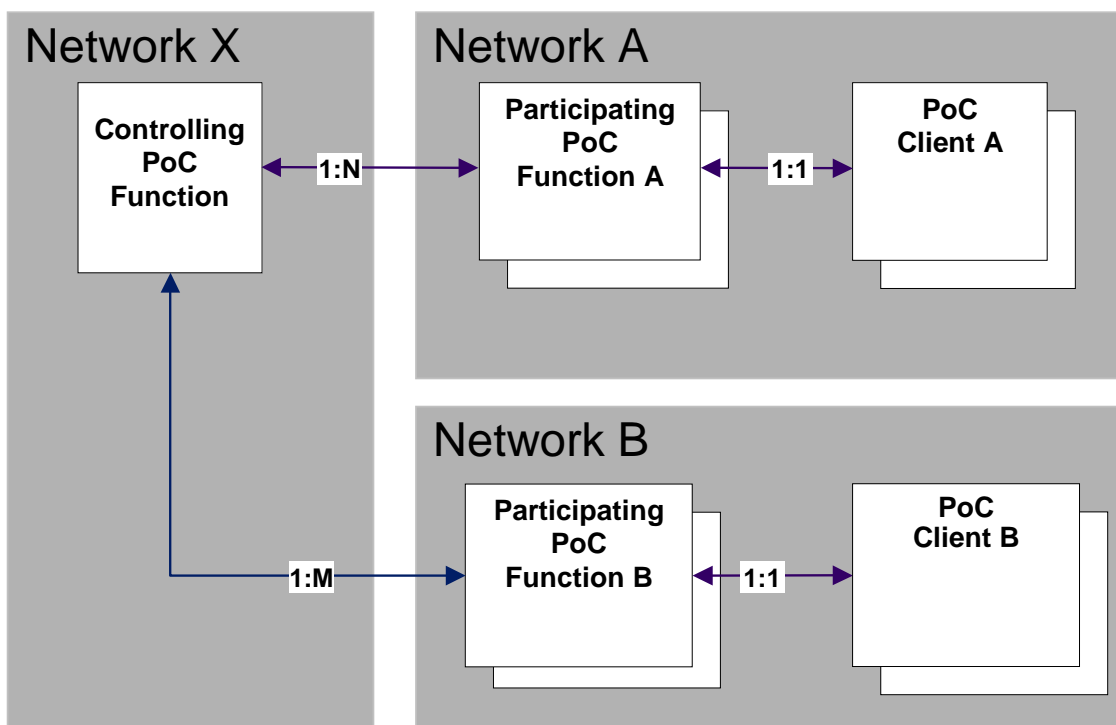 Network X
Controlling
PoC
Function
1:N
1:M
Network A
Participating
PoC
Function A
1:1
PoC
Client A
Network B
Participating
PoC
Function B
1:1
PoC
Client B